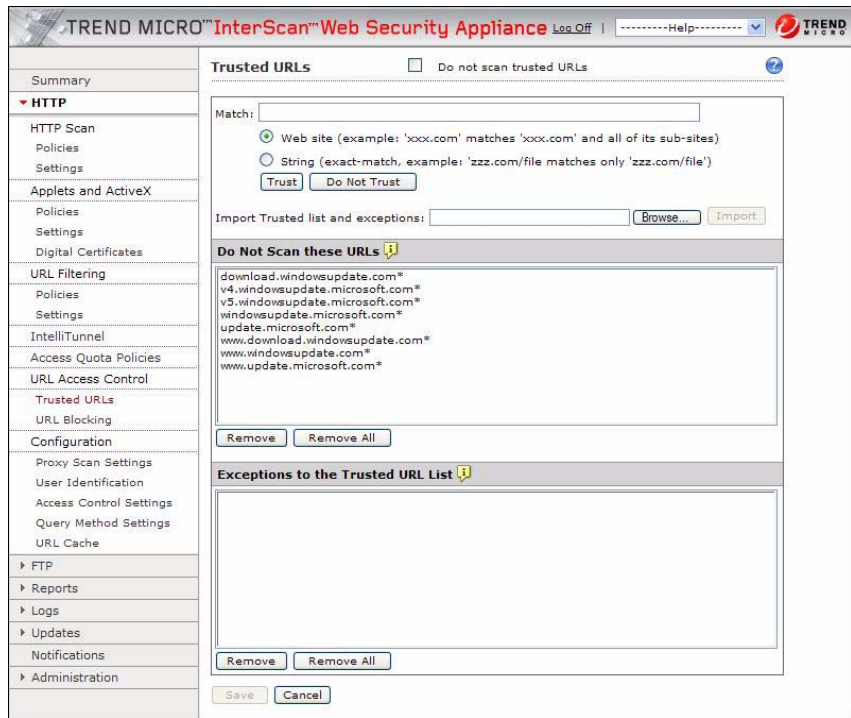 TREND MICRO™ InterScan™ Web Security Appliance Log Off | ---------Help--------- TREND MICRO
Summary
HTTP
HTTP Scan
Policies
Settings
Applets and ActiveX
Policies
Settings
Digital Certificates
URL Filtering
Policies
Settings
IntelliTunnel
Access Quota Policies
URL Access Control
Trusted URLs
URL Blocking
Configuration
Proxy Scan Settings
User Identification
Access Control Settings
Query Method Settings
URL Cache
FTP
Reports
Logs
Updates
Notifications
Administration
Trusted URLs Do not scan trusted URLs ?
Match:
Web site (example: 'xxx.com' matches 'xxx.com' and all of its sub-sites)
String (exact-match, example: 'zzz.com/file matches only 'zzz.com/file')
Trust Do Not Trust
Import Trusted list and exceptions: Browse... Import
Do Not Scan these URLs i
download.windowsupdate.com*
v4.windowsupdate.microsoft.com*
v5.windowsupdate.microsoft.com*
windowsupdate.microsoft.com*
update.microsoft.com*
www.download.windowsupdate.com*
www.windowsupdate.com*
www.update.microsoft.com*
Remove Remove All
Exceptions to the Trusted URL List i
Remove Remove All
Save Cancel